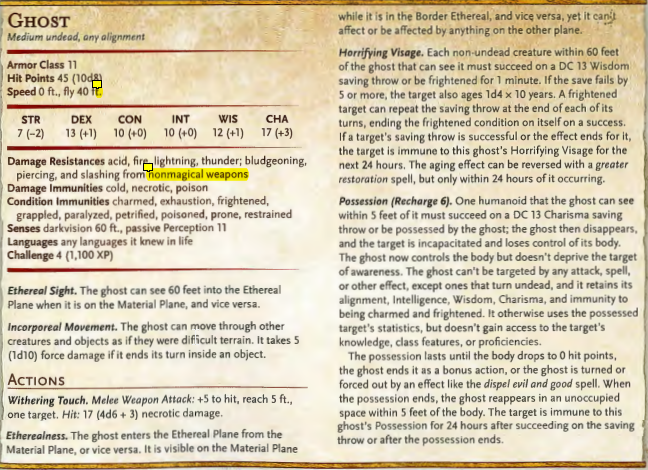 GHOST
Medium undead, any alignment
Armor Class 11
Hit Points 45 (10d8)
Speed 0 ft., fly 40 ft.
STR DEX CON INT WIS CHA
7 (−2) 13 (+1) 10 (+0) 10 (+0) 12 (+1) 17 (+3)
Damage Resistances acid, fire, lightning, thunder; bludgeoning,
piercing, and slashing from nonmagical weapons
Damage Immunities cold, necrotic, poison
Condition Immunities charmed, exhaustion, frightened,
grappled, paralyzed, petrified, poisoned, prone, restrained
Senses darkvision 60 ft., passive Perception 11
Languages any languages it knew in life
Challenge 4 (1,100 XP)
Ethereal Sight. The ghost can see 60 feet into the Ethereal
Plane when it is on the Material Plane, and vice versa.
Incorporeal Movement. The ghost can move through other
creatures and objects as if they were difficult terrain. It takes 5
(1d10) force damage if it ends its turn inside an object.
ACTIONS
Withering Touch. Melee Weapon Attack: +5 to hit, reach 5 ft.,
one target. Hit: 17 (4d6 + 3) necrotic damage.
Etherealness. The ghost enters the Ethereal Plane from the
Material Plane, or vice versa. It is visible on the Material Plane
while it is in the Border Ethereal, and vice versa, yet it can't
affect or be affected by anything on the other plane.
Horrifying Visage. Each non-undead creature within 60 feet
of the ghost that can see it must succeed on a DC 13 Wisdom
saving throw or be frightened for 1 minute. If the save fails by
5 or more, the target also ages 1d4 × 10 years. A frightened
target can repeat the saving throw at the end of each of its
turns, ending the frightened condition on itself on a success.
If a target's saving throw is successful or the effect ends for it,
the target is immune to this ghost's Horrifying Visage for the
next 24 hours. The aging effect can be reversed with a greater
restoration spell, but only within 24 hours of it occurring.
Possession (Recharge 6). One humanoid that the ghost can see
within 5 feet of it must succeed on a DC 13 Charisma saving
throw or be possessed by the ghost; the ghost then disappears,
and the target is incapacitated and loses control of its body.
The ghost now controls the body but doesn't deprive the target
of awareness. The ghost can't be targeted by any attack, spell,
or other effect, except ones that turn undead, and it retains its
alignment, Intelligence, Wisdom, Charisma, and immunity to
being charmed and frightened. It otherwise uses the possessed
target's statistics, but doesn't gain access to the target's
knowledge, class features, or proficiencies.
The possession lasts until the body drops to 0 hit points,
the ghost ends it as a bonus action, or the ghost is turned or
forced out by an effect like the dispel evil and good spell. When
the possession ends, the ghost reappears in an unoccupied
space within 5 feet of the body. The target is immune to this
ghost's Possession for 24 hours after succeeding on the saving
throw or after the possession ends.